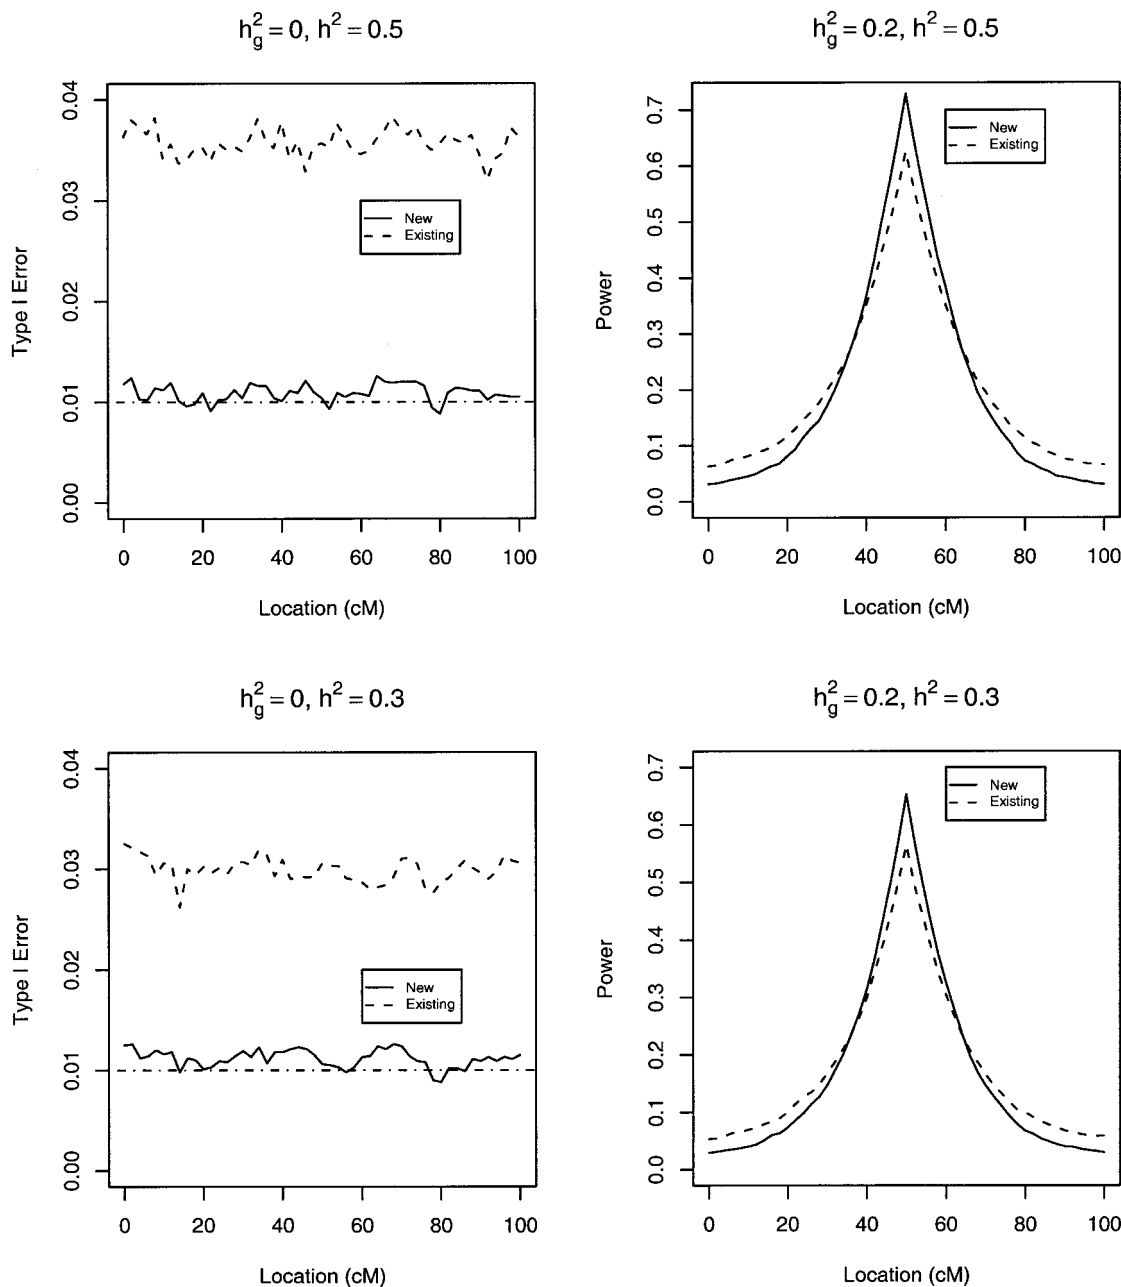 h²g = 0, h² = 0.5
0.04
0.03
0.02
0.01
0.00
Type I Error
New
Existing
0 20 40 60 80 100
Location (cM)
h²g = 0.2, h² = 0.5
0.7
0.6
0.5
0.4
0.3
0.2
0.1
0.0
Power
New
Existing
0 20 40 60 80 100
Location (cM)
h²g = 0, h² = 0.3
0.04
0.03
0.02
0.01
0.00
Type I Error
New
Existing
0 20 40 60 80 100
Location (cM)
h²g = 0.2, h² = 0.3
0.7
0.6
0.5
0.4
0.3
0.2
0.1
0.0
Power
New
Existing
0 20 40 60 80 100
Location (cM)